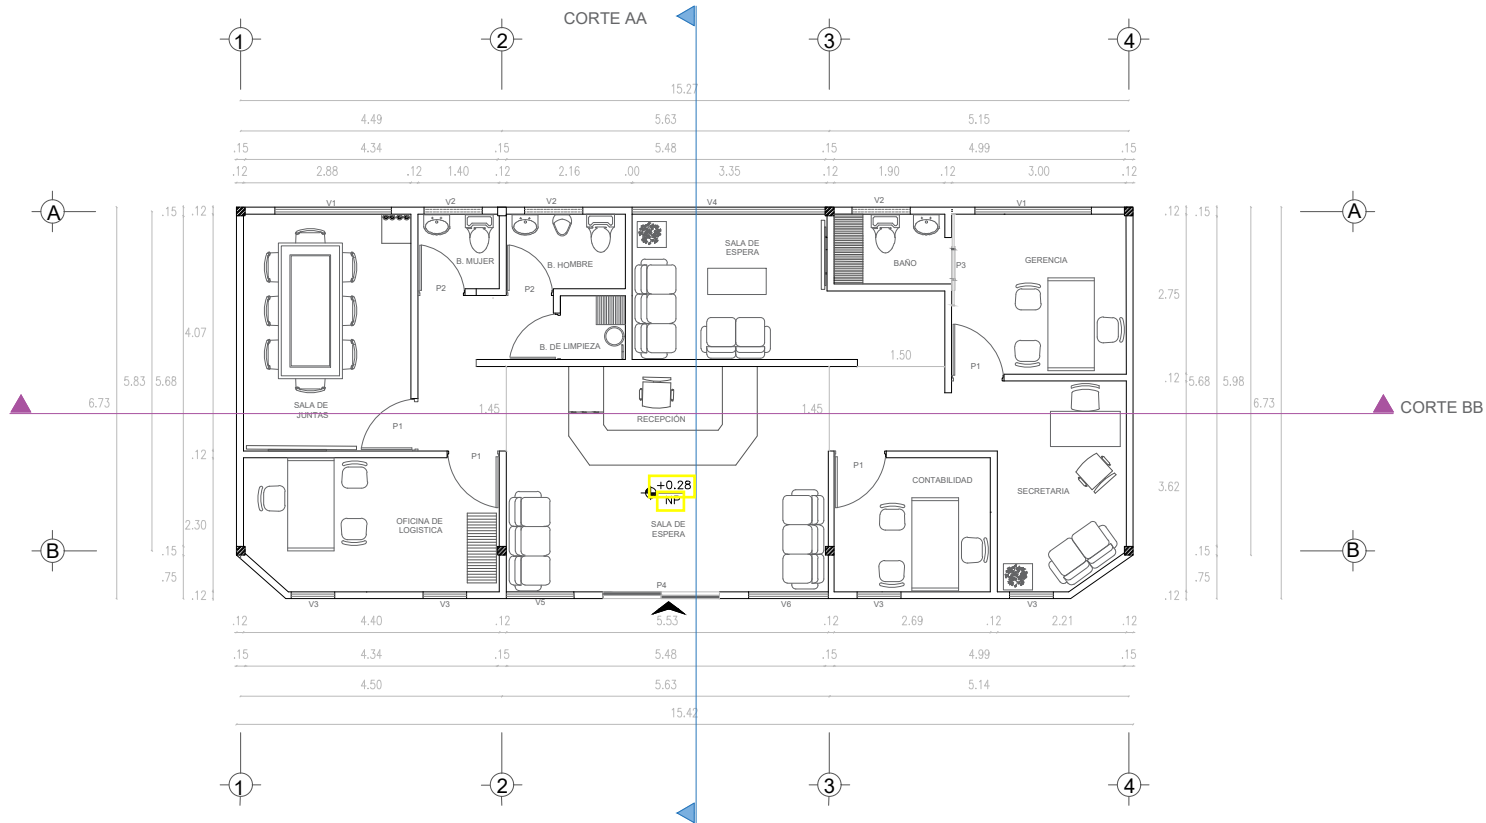 CORTE AA
1
2
3
4
15.27
4.49
5.63
5.15
.15
4.34
.15
5.48
.15
4.99
.15
.12
2.88
.12
1.40
.12
2.16
.00
3.35
.12
1.90
.12
3.00
.12
A
.15
.12
V1
V2
V2
V4
V2
V1
.12
.15
A
B. MUJER
B. HOMBRE
SALA DE
ESPERA
BAÑO
P3
GERENCIA
P2
P2
2.75
4.07
B. DE LIMPIEZA
1.50
P1
5.83
5.68
.12
5.68
5.98
6.73
SALA DE
JUNTAS
1.45
RECEPCIÓN
1.45
6.73
CORTE BB
P1
.12
P1
P1
+0.28
NP
CONTABILIDAD
SECRETARIA
3.62
2.30
OFICINA DE
LOGISTICA
SALA DE
ESPERA
B
.15
.75
.12
.15
.75
.12
B
V3
V3
V5
P4
V6
V3
V3
.12
4.40
.12
5.53
.12
2.69
.12
2.21
.12
.15
4.34
.15
5.48
.15
4.99
.15
4.50
5.63
5.14
15.42
1
2
3
4